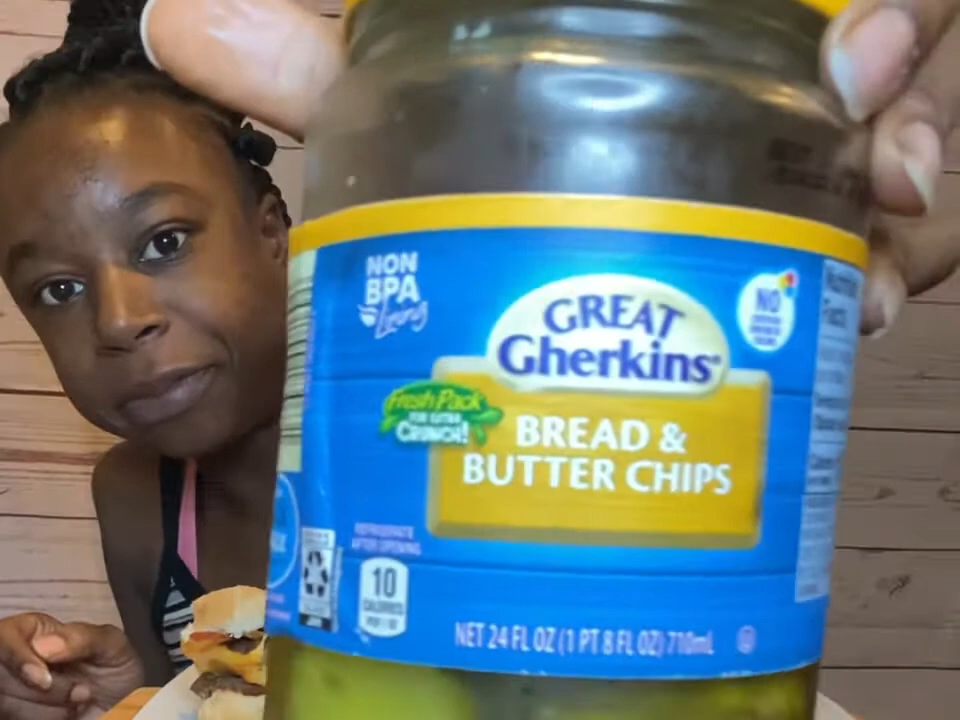 NON
BPA
Lining
GREAT
Gherkins
NO
Fresh Pack
FOR EXTRA
CRUNCH!
BREAD &
BUTTER CHIPS
REFRIGERATE
AFTER OPENING
10
CALORIES
NET 24 FL OZ (1 PT 8 FL OZ) 710mL